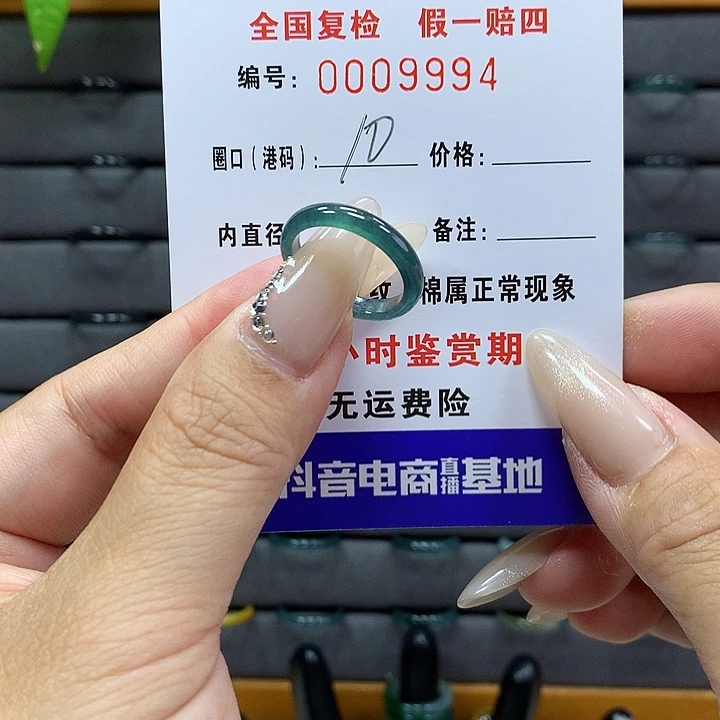 全国复检 假一赔四
编号: 0009994
圈口(港码): 10 价格:
内直径 备注:
纹 棉属正常现象
小时鉴赏期
无运费险
抖音电商直播基地